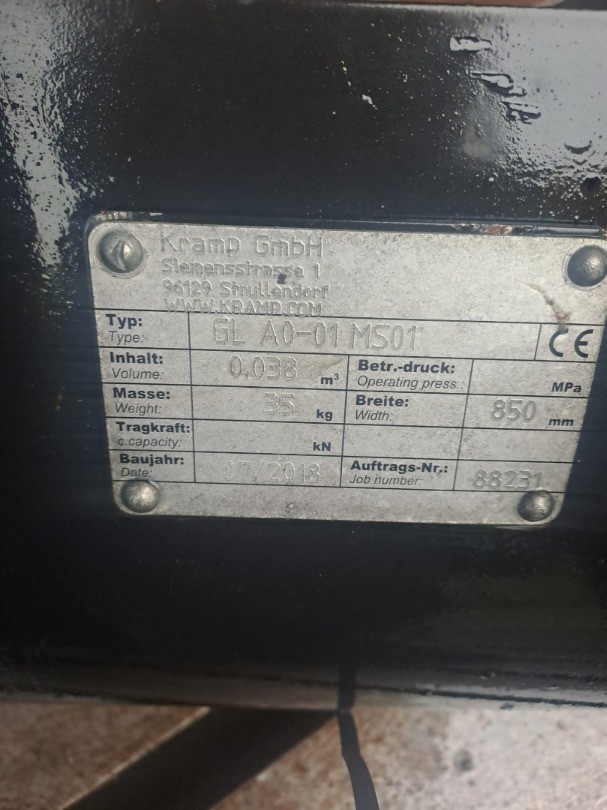 Kramp GmbH
Siemensstrasse 1
96129 Strullendorf
WWW.KRAMP.COM
Typ: GL A0-01 MS01 CE
Type:
Inhalt: 0,038 m³ Betr.-druck: MPa
Volume: Operating press.:
Masse: 35 kg Breite: 850 mm
Weight: Width:
Tragkraft: kN
c.capacity:
Baujahr: 07. 2018 Auftrags-Nr.: 88231
Date: Job number: